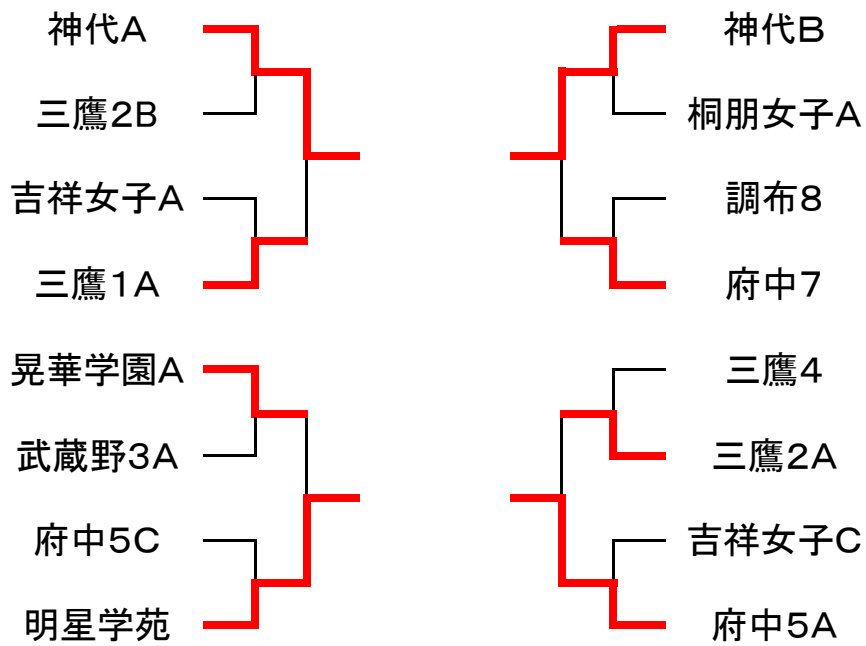 神代A
三鷹2B
吉祥女子A
三鷹1A
晃華学園A
武蔵野3A
府中5C
明星学苑
神代B
桐朋女子A
調布8
府中7
三鷹4
三鷹2A
吉祥女子C
府中5A